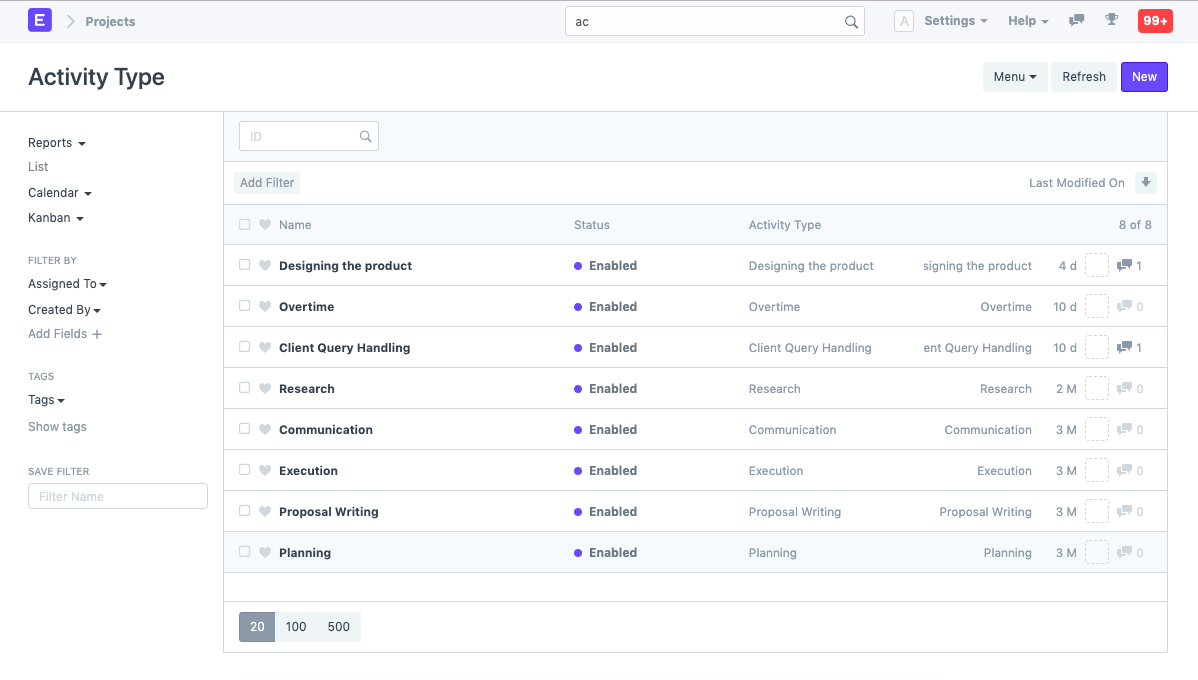 E Projects ac A Settings Help 99+
Activity Type Menu Refresh New
Reports
List
Calendar
Kanban
FILTER BY
Assigned To
Created By
Add Fields +
TAGS
Tags
Show tags
SAVE FILTER
Filter Name
ID
Add Filter Last Modified On
Name Status Activity Type 8 of 8
Designing the product Enabled Designing the product signing the product 4 d 1
Overtime Enabled Overtime Overtime 10 d 0
Client Query Handling Enabled Client Query Handling ent Query Handling 10 d 1
Research Enabled Research Research 2 M 0
Communication Enabled Communication Communication 3 M 0
Execution Enabled Execution Execution 3 M 0
Proposal Writing Enabled Proposal Writing Proposal Writing 3 M 0
Planning Enabled Planning Planning 3 M 0
20 100 500